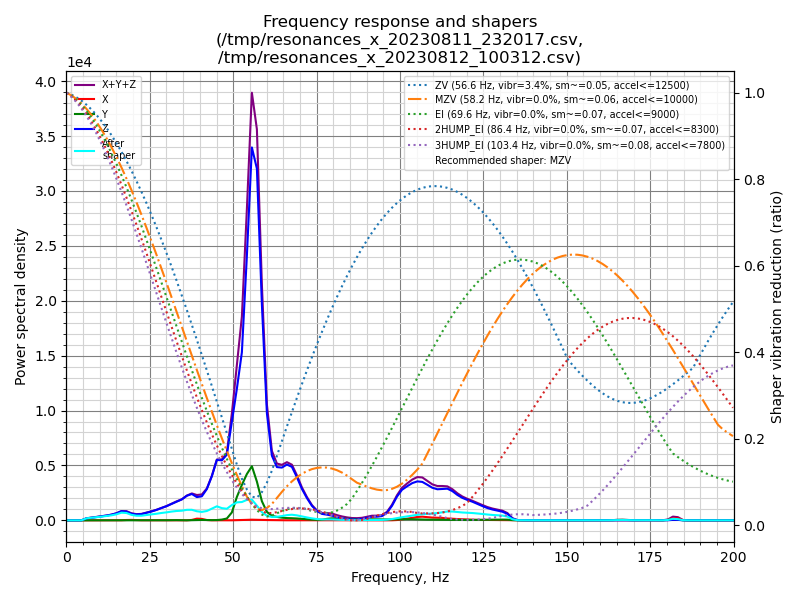 Frequency response and shapers
(/tmp/resonances_x_20230811_232017.csv,
/tmp/resonances_x_20230812_100312.csv)
1e4
X+Y+Z
X
Y
Z
After
shaper
ZV (56.6 Hz, vibr=3.4%, sm~=0.05, accel<=12500)
MZV (58.2 Hz, vibr=0.0%, sm~=0.06, accel<=10000)
EI (69.6 Hz, vibr=0.0%, sm~=0.07, accel<=9000)
2HUMP_EI (86.4 Hz, vibr=0.0%, sm~=0.07, accel<=8300)
3HUMP_EI (103.4 Hz, vibr=0.0%, sm~=0.08, accel<=7800)
Recommended shaper: MZV
4.0
3.5
3.0
2.5
2.0
1.5
1.0
0.5
0.0
Power spectral density
1.0
0.8
0.6
0.4
0.2
0.0
Shaper vibration reduction (ratio)
0 25 50 75 100 125 150 175 200
Frequency, Hz